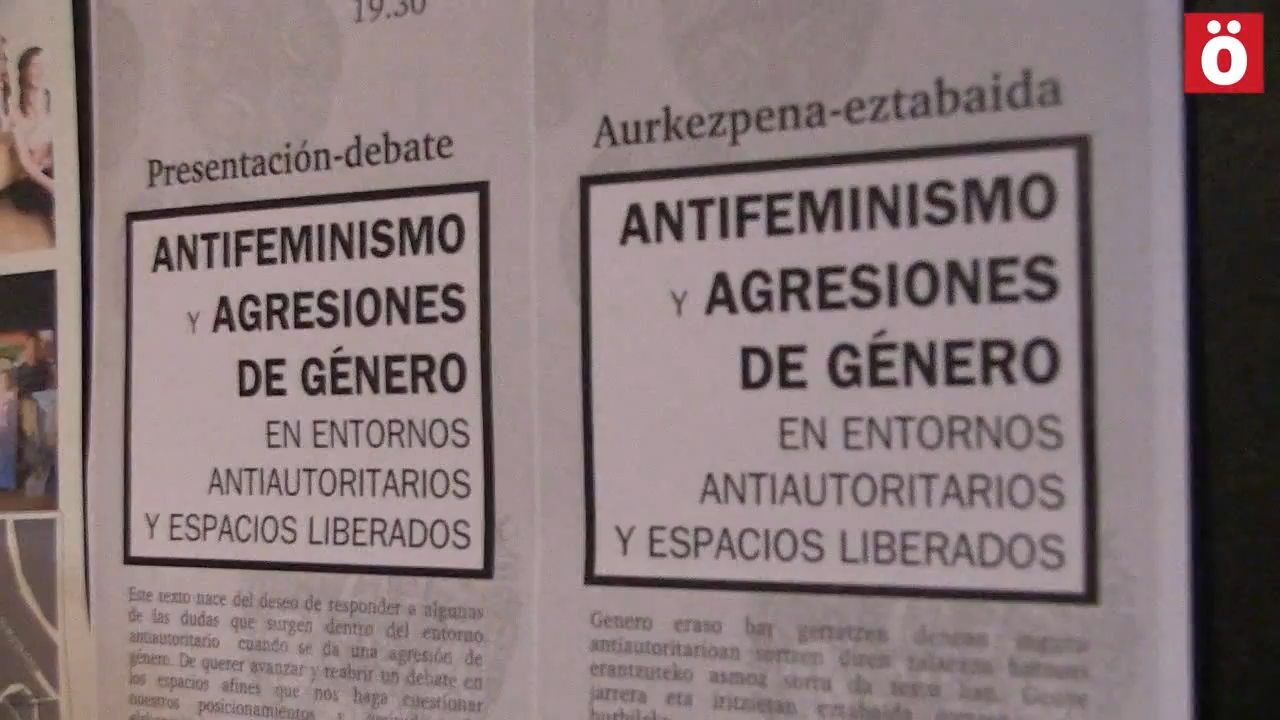 19.30
Presentación-debate
ANTIFEMINISMO
Y AGRESIONES
DE GÉNERO
EN ENTORNOS
ANTIAUTORITARIOS
Y ESPACIOS LIBERADOS
Este texto nace del deseo de responder a algunas
de las dudas que surgen dentro del entorno
antiautoritario cuando se da una agresión de
género. De querer avanzar y reabrir un debate en
los espacios afines que nos haga cuestionar
nuestros posicionamientos y
Aurkezpena-eztabaida
ANTIFEMINISMO
Y AGRESIONES
DE GÉNERO
EN ENTORNOS
ANTIAUTORITARIOS
Y ESPACIOS LIBERADOS
Genero eraso bat gertatzen denean
antiautoritarioan sortzen diren
erantzuteko asmoz sortu da testu hau.
jarrera eta iritzietan eztabaida
ö